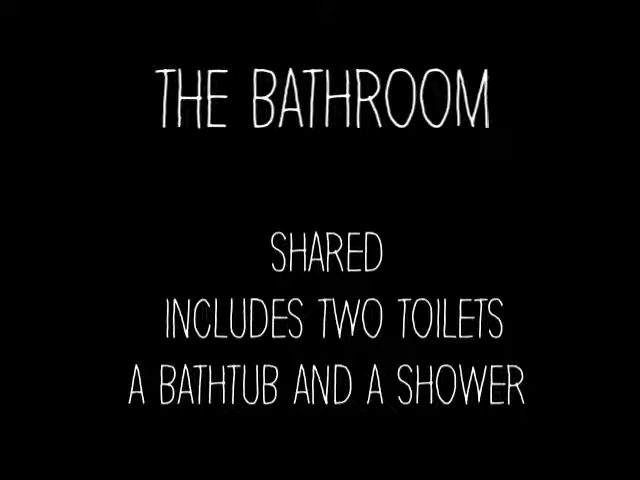 THE BATHROOM
SHARED
INCLUDES TWO TOILETS
A BATHTUB AND A SHOWER